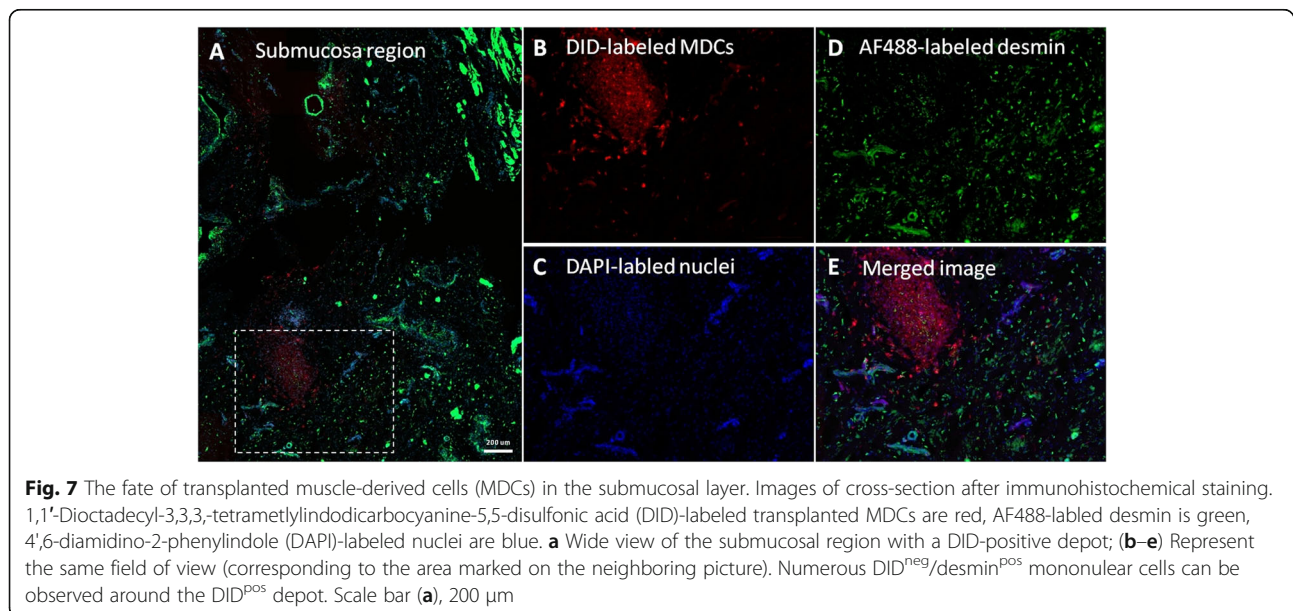 A Submucosa region
B DID-labeled MDCs
D AF488-labeled desmin
200 um
C DAPI-labled nuclei
E Merged image
Fig. 7 The fate of transplanted muscle-derived cells (MDCs) in the submucosal layer. Images of cross-section after immunohistochemical staining.
1,1′-Dioctadecyl-3,3,3,-tetrametlylindodicarbocyanine-5,5-disulfonic acid (DID)-labeled transplanted MDCs are red, AF488-labled desmin is green,
4′,6-diamidino-2-phenylindole (DAPI)-labeled nuclei are blue. a Wide view of the submucosal region with a DID-positive depot; (b–e) Represent
the same field of view (corresponding to the area marked on the neighboring picture). Numerous DIDneg/desminpos mononular cells can be
observed around the DIDpos depot. Scale bar (a), 200 μm